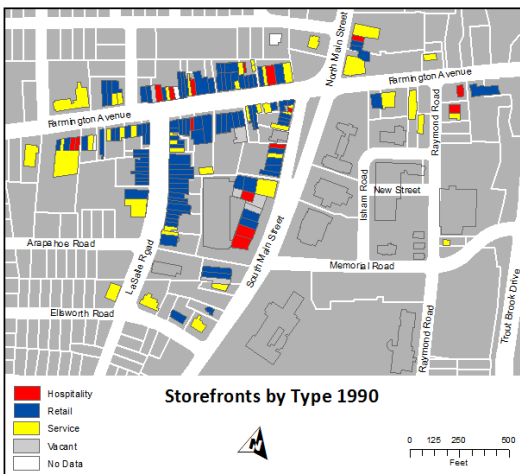 North Main Street
Farmington Avenue
Farmington Avenue
Raymond Road
Isham Road
New Street
Arapahoe Road
LaSalle Road
South Main Street
Memorial Road
Ellsworth Road
Raymond Road
Trout Brook Drive
Storefronts by Type 1990
Hospitality
Retail
Service
Vacant
No Data
N
0 125 250 500
Feet